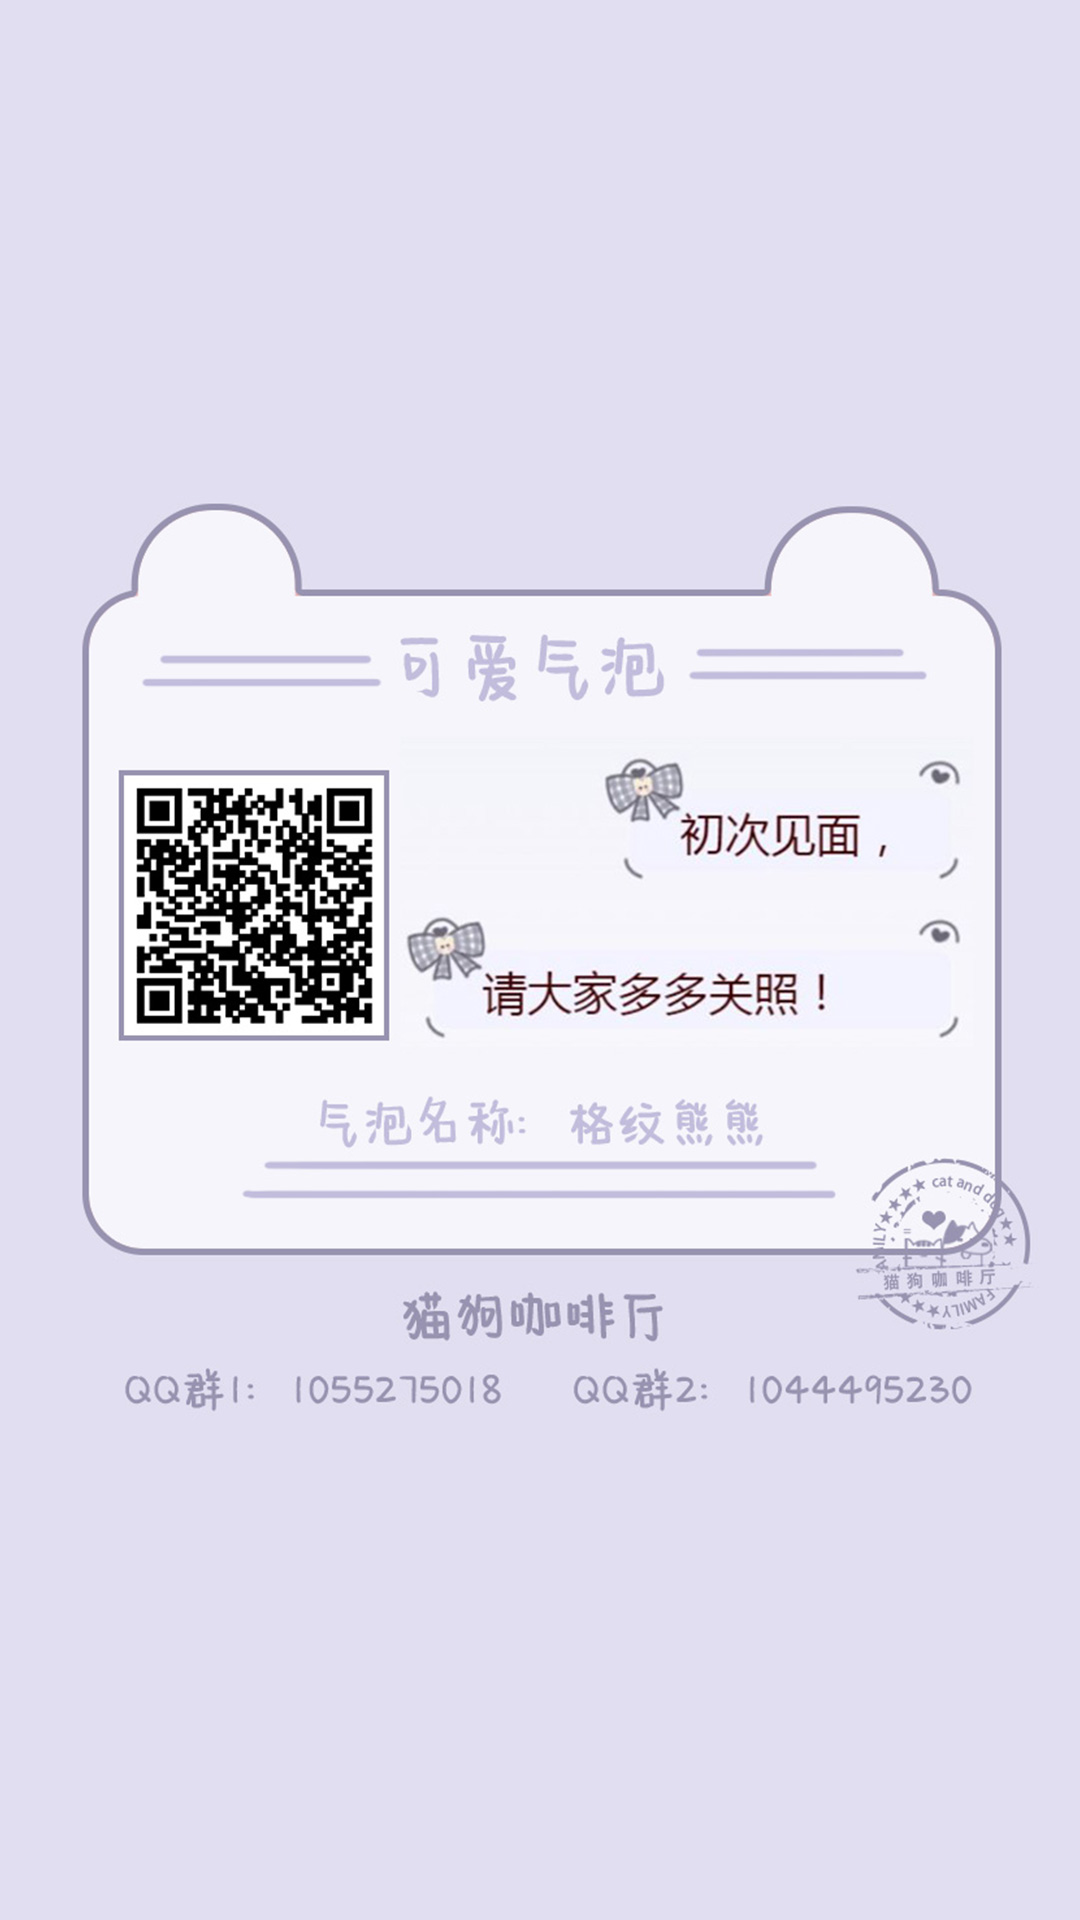 可爱气泡
初次见面，
请大家多多关照！
气泡名称: 格纹熊熊
cat and dog
FAMILY
猫狗咖啡厅
FAMILY
猫狗咖啡厅
QQ群1: 1055275018 QQ群2: 1044495230